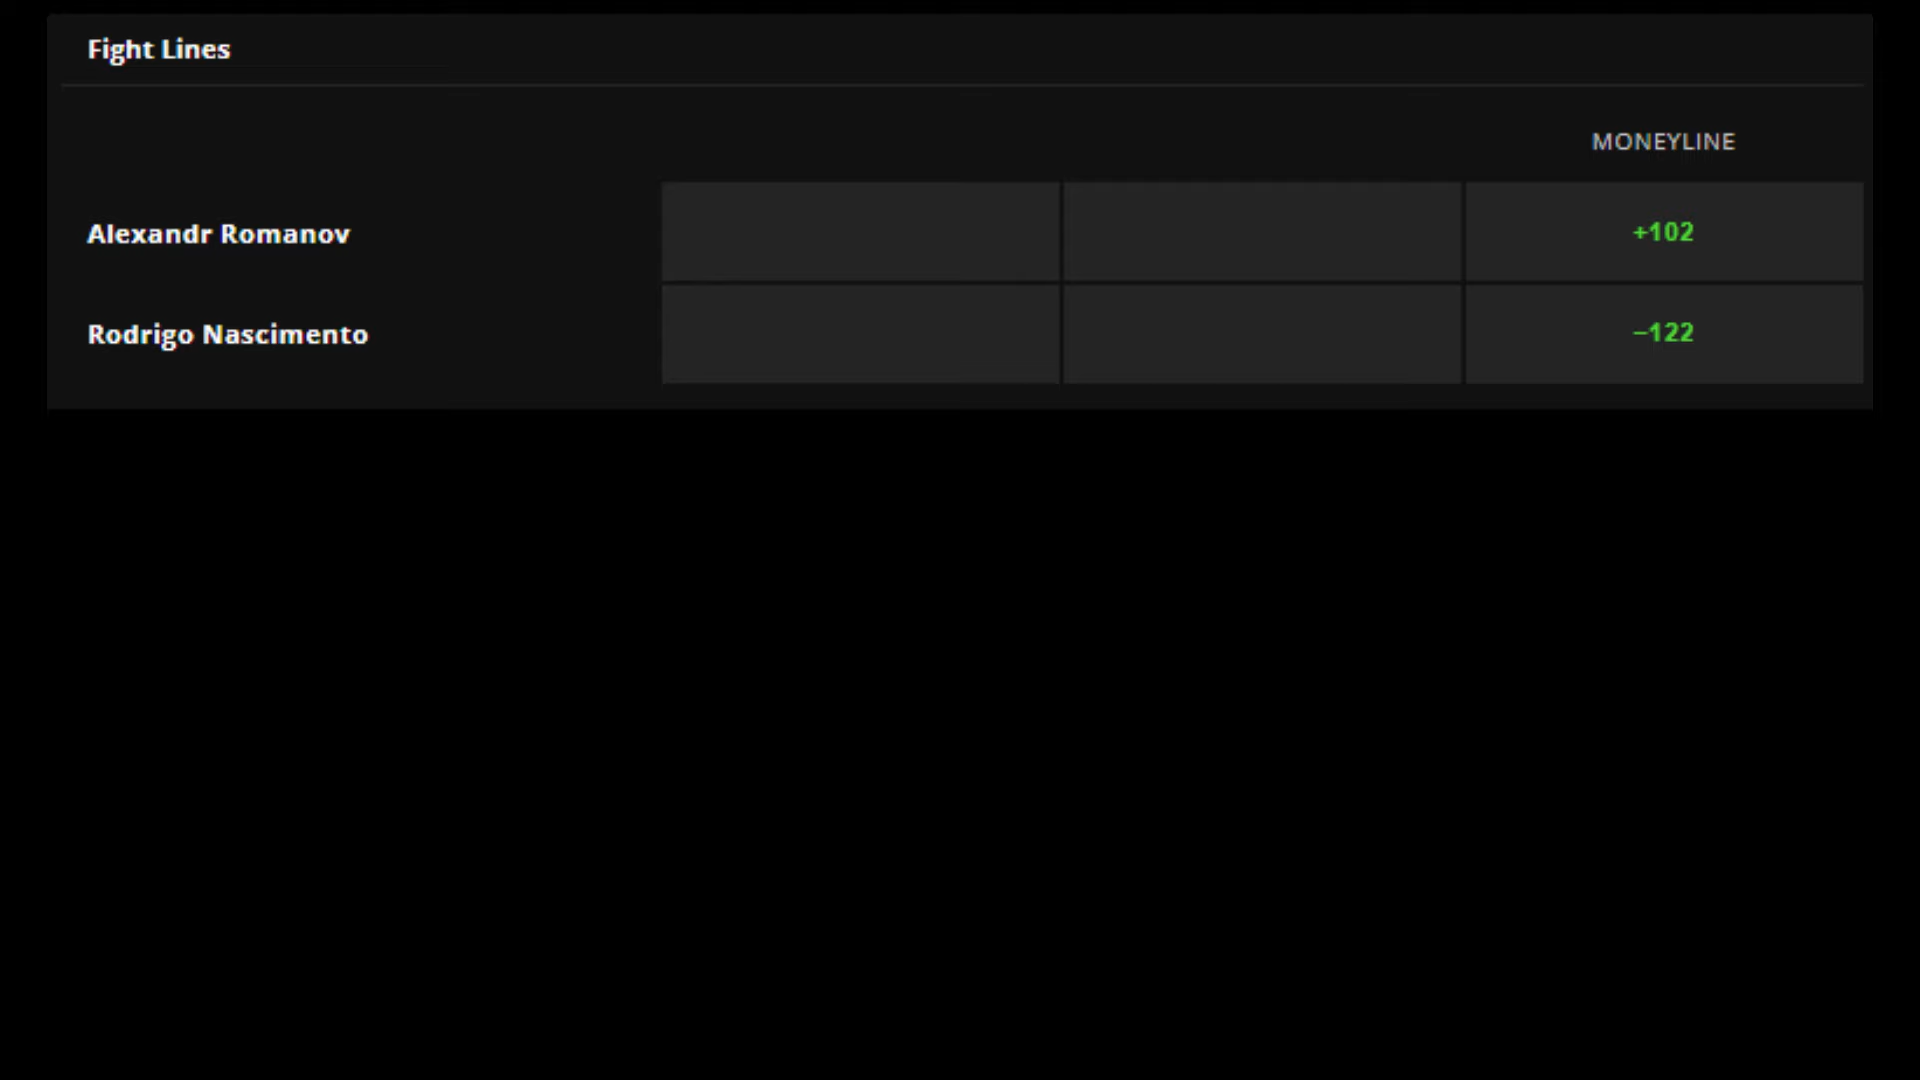 Fight Lines
MONEYLINE
Alexandr Romanov +102
Rodrigo Nascimento −122